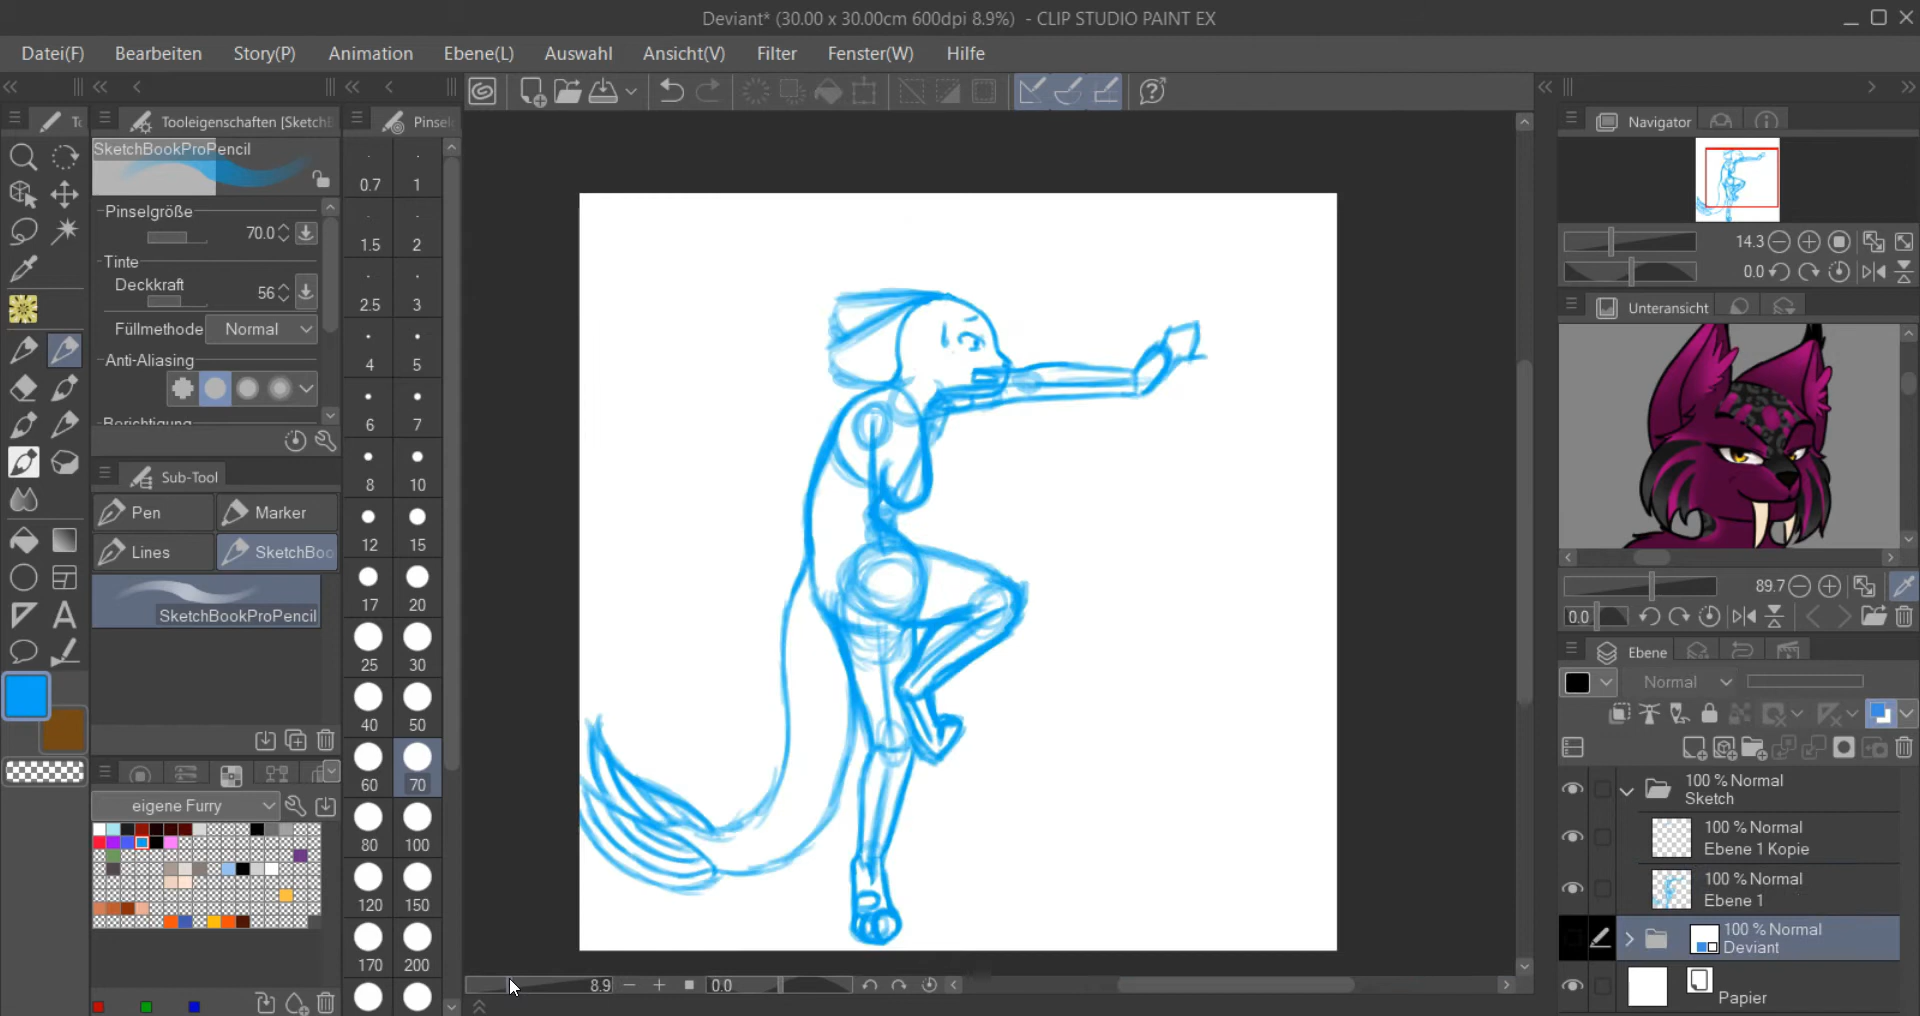 Deviant* (30.00 x 30.00cm 600dpi 8.9%) - CLIP STUDIO PAINT EX
Datei(F) Bearbeiten Story(P) Animation Ebene(L) Auswahl Ansicht(V) Filter Fenster(W) Hilfe
Tooleigenschaften [Sketch
SketchBookProPencil
Pinselgröße
70.0
Tinte
Deckkraft
56
Füllmethode Normal
Anti-Aliasing
Sub-Tool
Pen Marker
Lines SketchBoo
SketchBookProPencil
eigene Furry
Pinsel
0.7 1
1.5 2
2.5 3
4 5
6 7
8 10
12 15
17 20
25 30
40 50
60 70
80 100
120 150
170 200
8.9 0.0
Navigator
14.3
0.0
Unteransicht
89.7
0.0
Ebene
Normal
100 % Normal
Sketch
100 % Normal
Ebene 1 Kopie
100 % Normal
Ebene 1
100 % Normal
Deviant
Papier